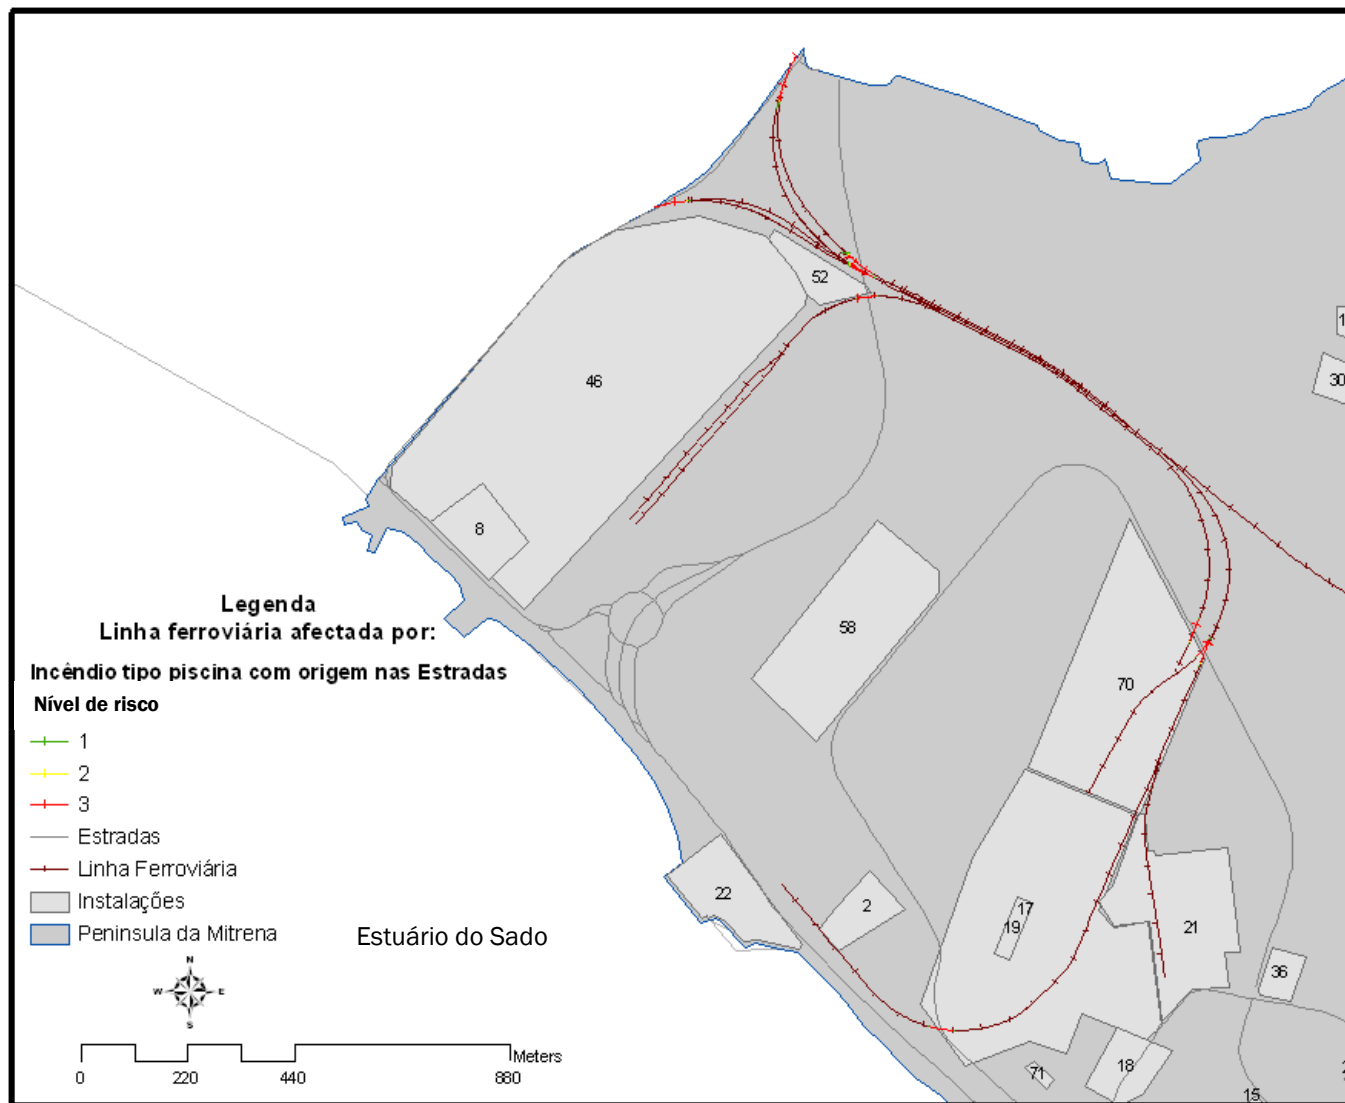 52
46
30
8
58
70
Legenda
Linha ferroviária afectada por:
Incêndio tipo piscina com origem nas Estradas
Nível de risco
1
2
3
Estradas
Linha Ferroviária
Instalações
Peninsula da Mitrena
22
2
17
19
21
Estuário do Sado
36
N
W E
S
18
71
15
Meters
0 220 440 880